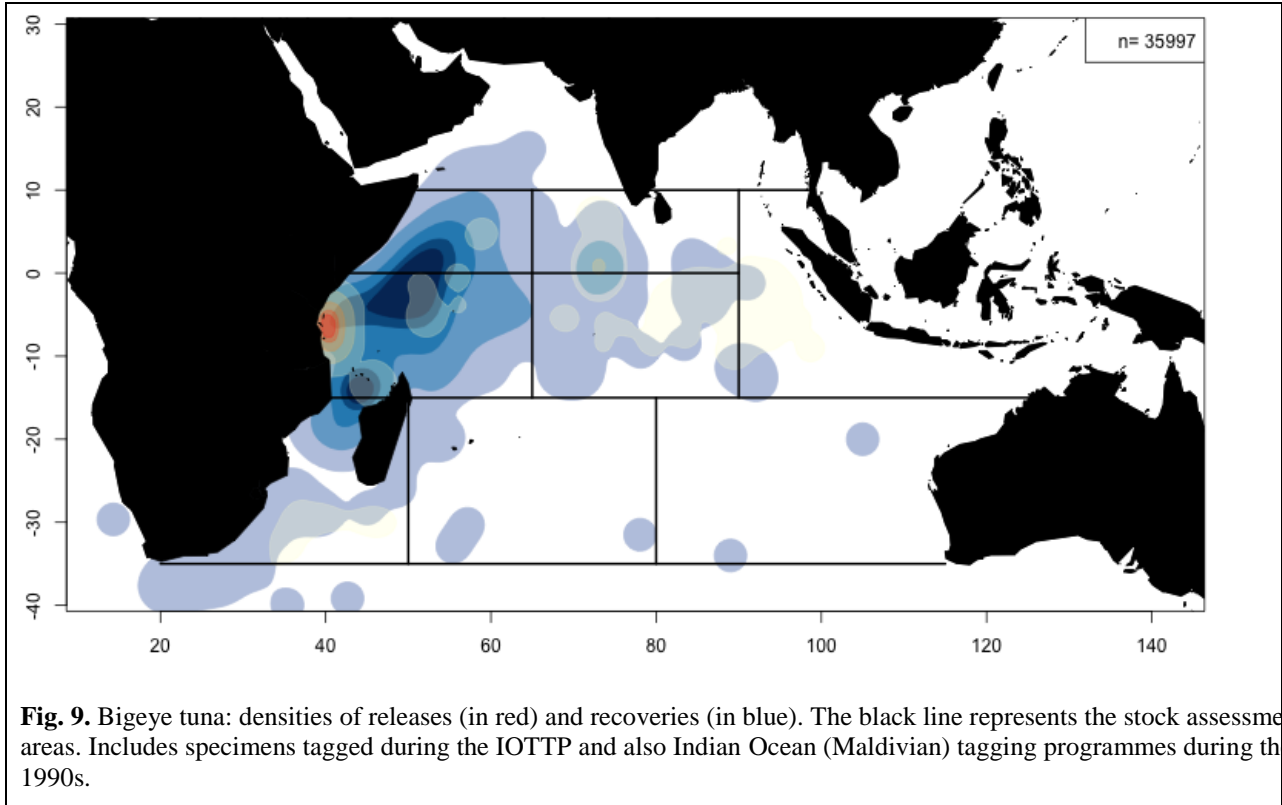 30
20
10
0
-10
-20
-30
-40
n= 35997
20 40 60 80 100 120 140
Fig. 9. Bigeye tuna: densities of releases (in red) and recoveries (in blue). The black line represents the stock assessme
areas. Includes specimens tagged during the IOTTP and also Indian Ocean (Maldivian) tagging programmes during th
1990s.